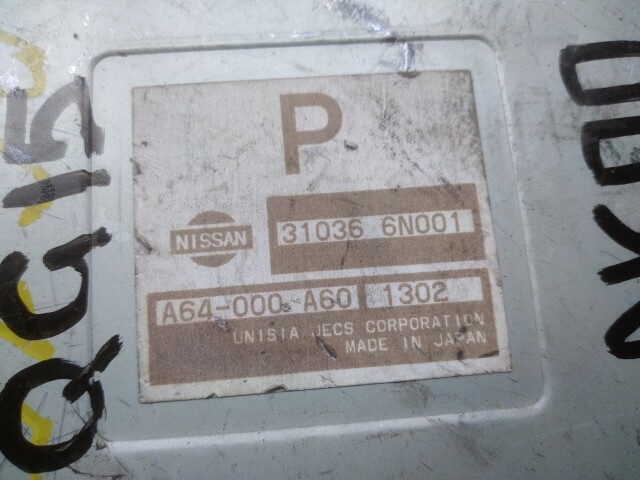 P
NISSAN
31036 6N001
A64-000-A60 1302
UNISIA JECS CORPORATION
MADE IN JAPAN
QG15